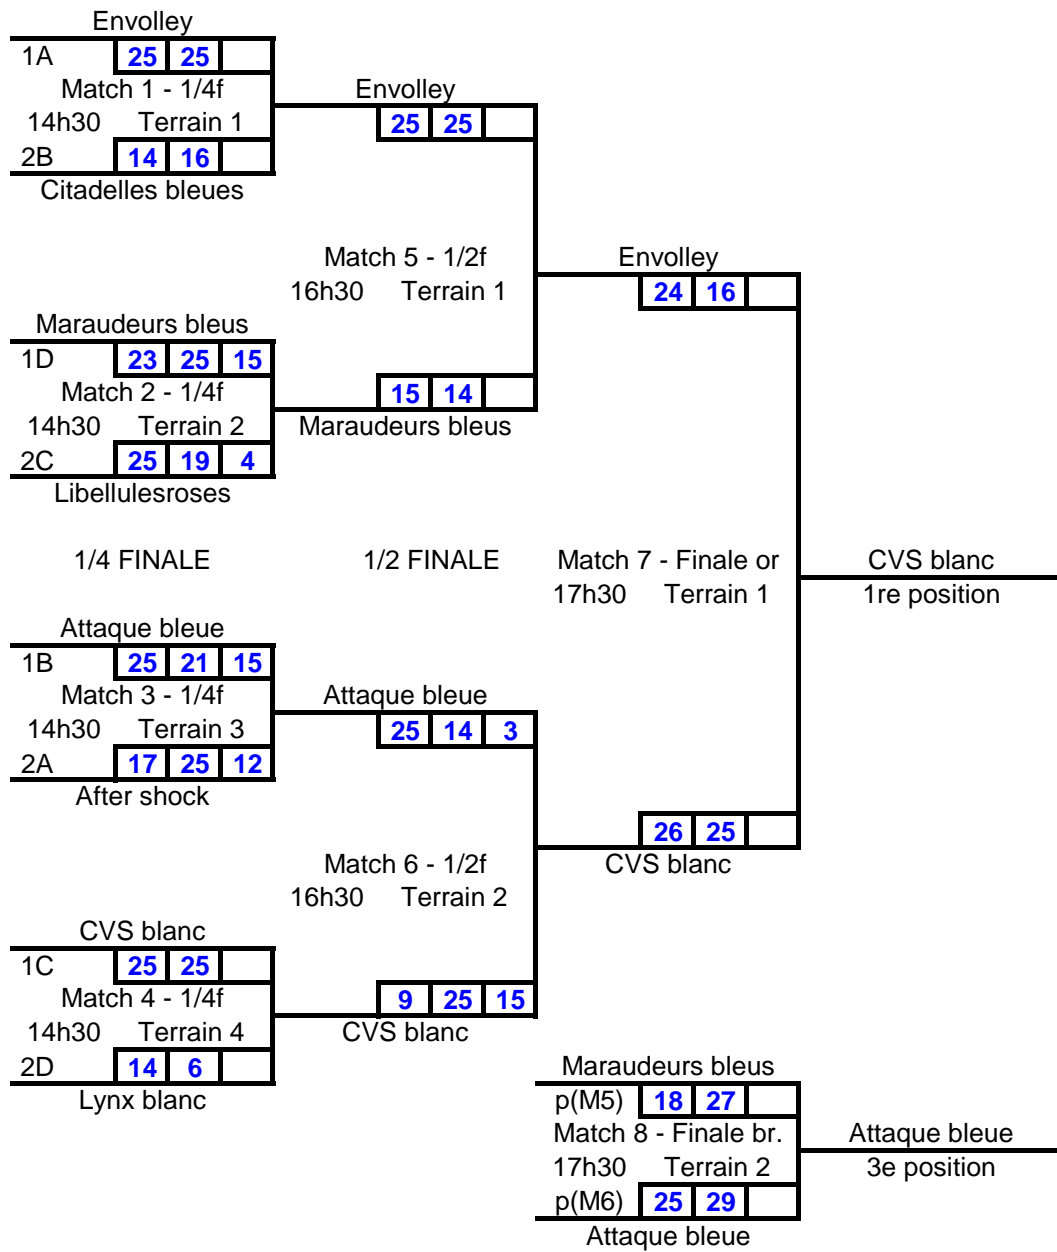 Envolley
1A 25 25
Match 1 - 1/4f
14h30 Terrain 1
2B 14 16
Citadelles bleues
Envolley
25 25
Match 5 - 1/2f
16h30 Terrain 1
Envolley
24 16
Maraudeurs bleus
1D 23 25 15
Match 2 - 1/4f
14h30 Terrain 2
2C 25 19 4
Libellulesroses
15 14
Maraudeurs bleus
1/4 FINALE
1/2 FINALE
Match 7 - Finale or
17h30 Terrain 1
CVS blanc
1re position
Attaque bleue
1B 25 21 15
Match 3 - 1/4f
14h30 Terrain 3
2A 17 25 12
After shock
Attaque bleue
25 14 3
Match 6 - 1/2f
16h30 Terrain 2
26 25
CVS blanc
CVS blanc
1C 25 25
Match 4 - 1/4f
14h30 Terrain 4
2D 14 6
Lynx blanc
9 25 15
CVS blanc
Maraudeurs bleus
p(M5) 18 27
Match 8 - Finale br.
17h30 Terrain 2
p(M6) 25 29
Attaque bleue
Attaque bleue
3e position